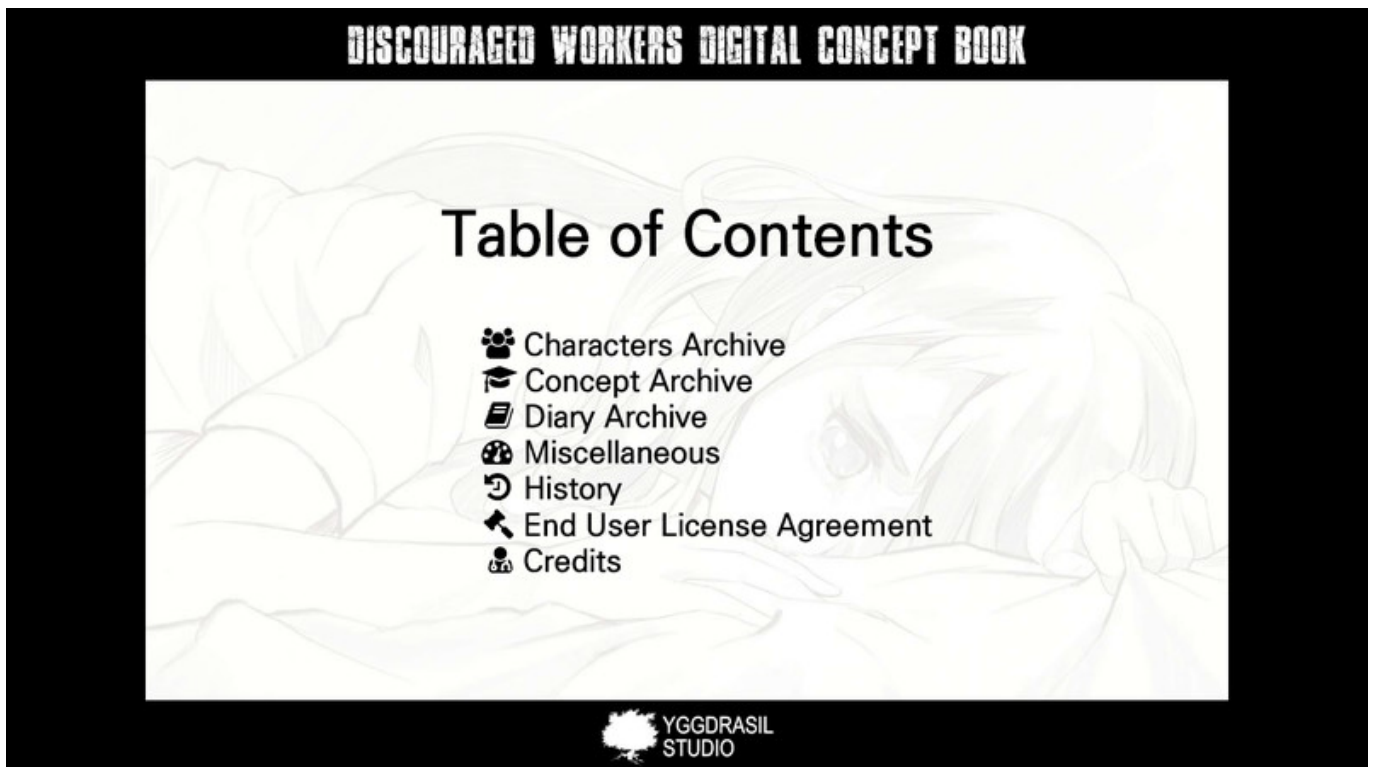 DISCOURAGED WORKERS DIGITAL CONCEPT BOOK
Table of Contents
Characters Archive
Concept Archive
Diary Archive
Miscellaneous
History
End User License Agreement
Credits
YGGDRASIL
STUDIO